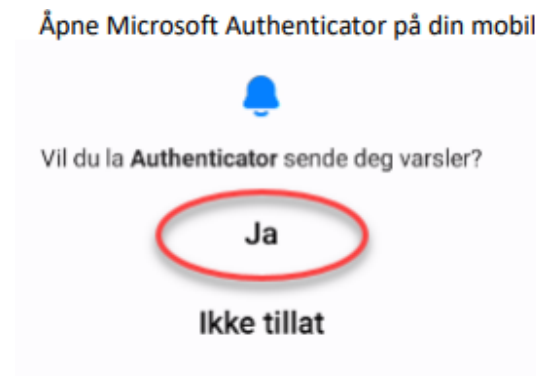 Åpne Microsoft Authenticator på din mobil
Vil du la Authenticator sende deg varsler?
Ja
Ikke tillat